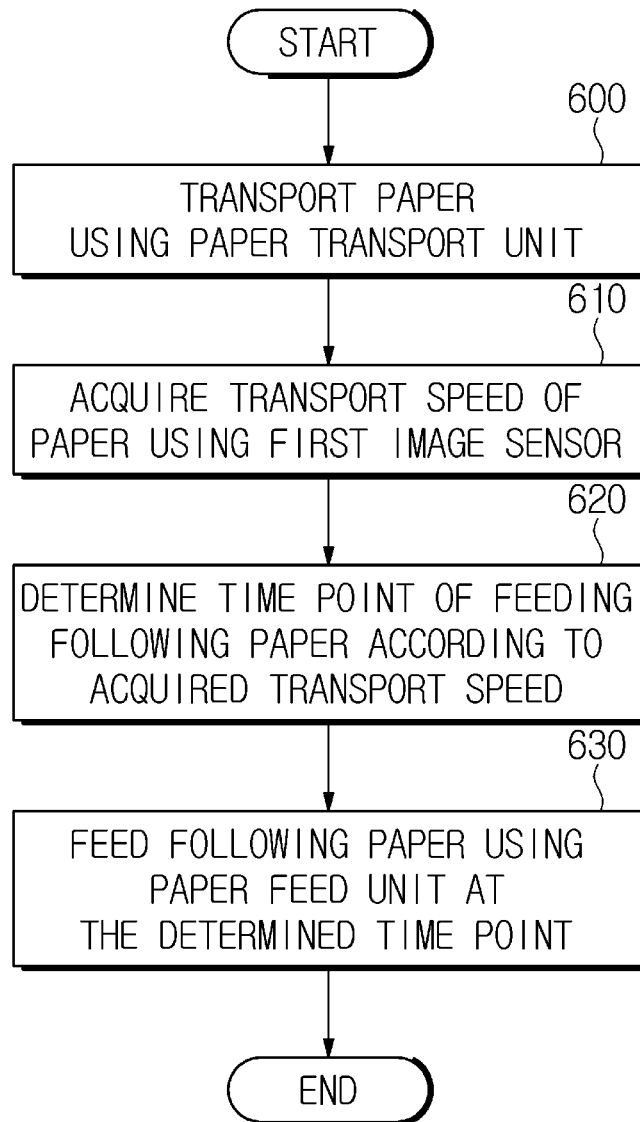 START
600
TRANSPORT PAPER
USING PAPER TRANSPORT UNIT
610
ACQUIRE TRANSPORT SPEED OF
PAPER USING FIRST IMAGE SENSOR
620
DETERMINE TIME POINT OF FEEDING
FOLLOWING PAPER ACCORDING TO
ACQUIRED TRANSPORT SPEED
630
FEED FOLLOWING PAPER USING
PAPER FEED UNIT AT
THE DETERMINED TIME POINT
END